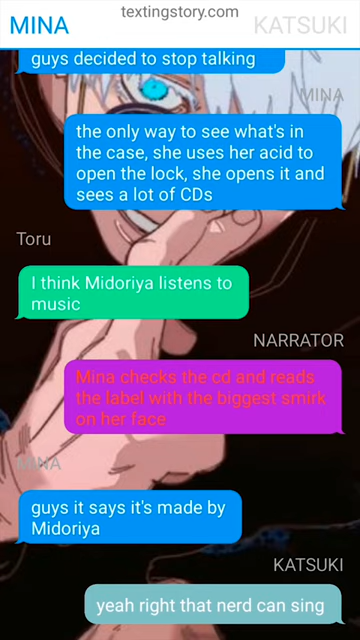 textingstory.com
MINA
KATSUKI
guys decided to stop talking
MINA
the only way to see what's in
the case, she uses her acid to
open the lock, she opens it and
sees a lot of CDs
Toru
I think Midoriya listens to
music
NARRATOR
Mina checks the cd and reads
the label with the biggest smirk
on her face
MINA
guys it says it's made by
Midoriya
KATSUKI
yeah right that nerd can sing